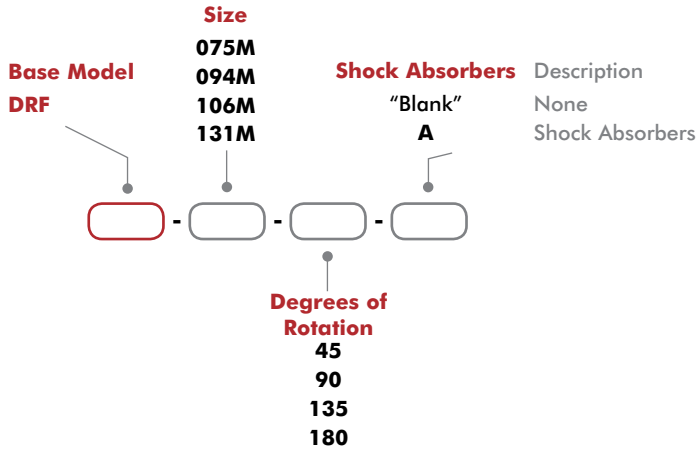 Size
075M
094M
106M
131M
Base Model
DRF
Shock Absorbers Description
“Blank” None
A Shock Absorbers
- - -
Degrees of
Rotation
45
90
135
180